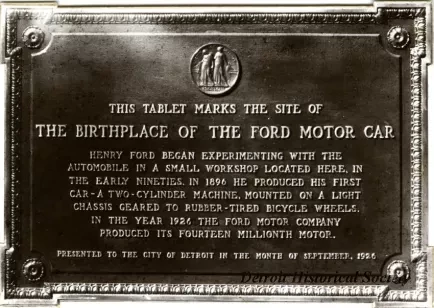 THIS TABLET MARKS THE SITE OF
THE BIRTHPLACE OF THE FORD MOTOR CAR
HENRY FORD BEGAN EXPERIMENTING WITH THE
AUTOMOBILE IN A SMALL WORKSHOP LOCATED HERE, IN
THE EARLY NINETIES. IN 1896 HE PRODUCED HIS FIRST
CAR-A TWO-CYLINDER MACHINE, MOUNTED ON A LIGHT
CHASSIS GEARED TO RUBBER-TIRED BICYCLE WHEELS.
IN THE YEAR 1926 THE FORD MOTOR COMPANY
PRODUCED ITS FOURTEEN MILLIONTH MOTOR.
PRESENTED TO THE CITY OF DETROIT IN THE MONTH OF SEPTEMBER, 1926
Detroit Historical Society